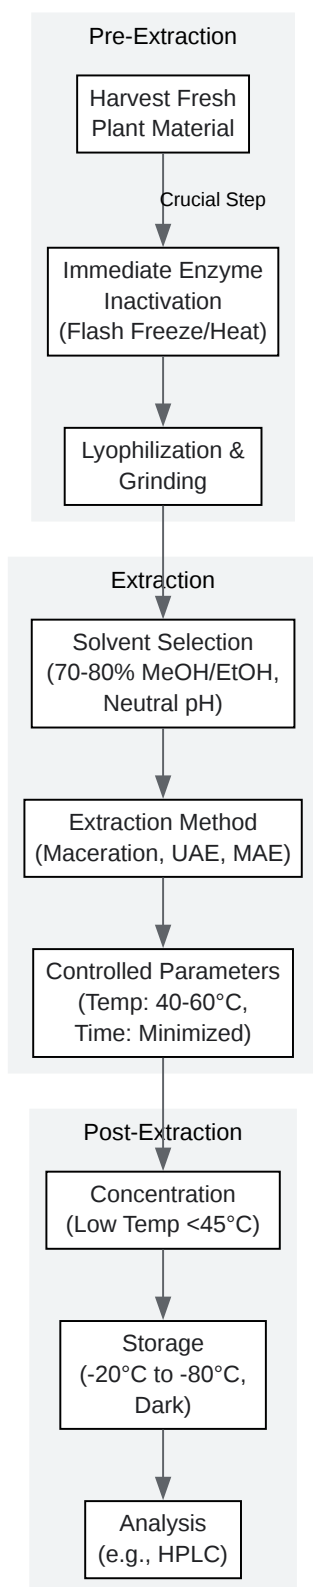 Pre-Extraction
Harvest Fresh
Plant Material
Crucial Step
Immediate Enzyme
Inactivation
(Flash Freeze/Heat)
Lyophilization &
Grinding
Extraction
Solvent Selection
(70-80% MeOH/EtOH,
Neutral pH)
Extraction Method
(Maceration, UAE, MAE)
Controlled Parameters
(Temp: 40-60°C,
Time: Minimized)
Post-Extraction
Concentration
(Low Temp <45°C)
Storage
(-20°C to -80°C,
Dark)
Analysis
(e.g., HPLC)